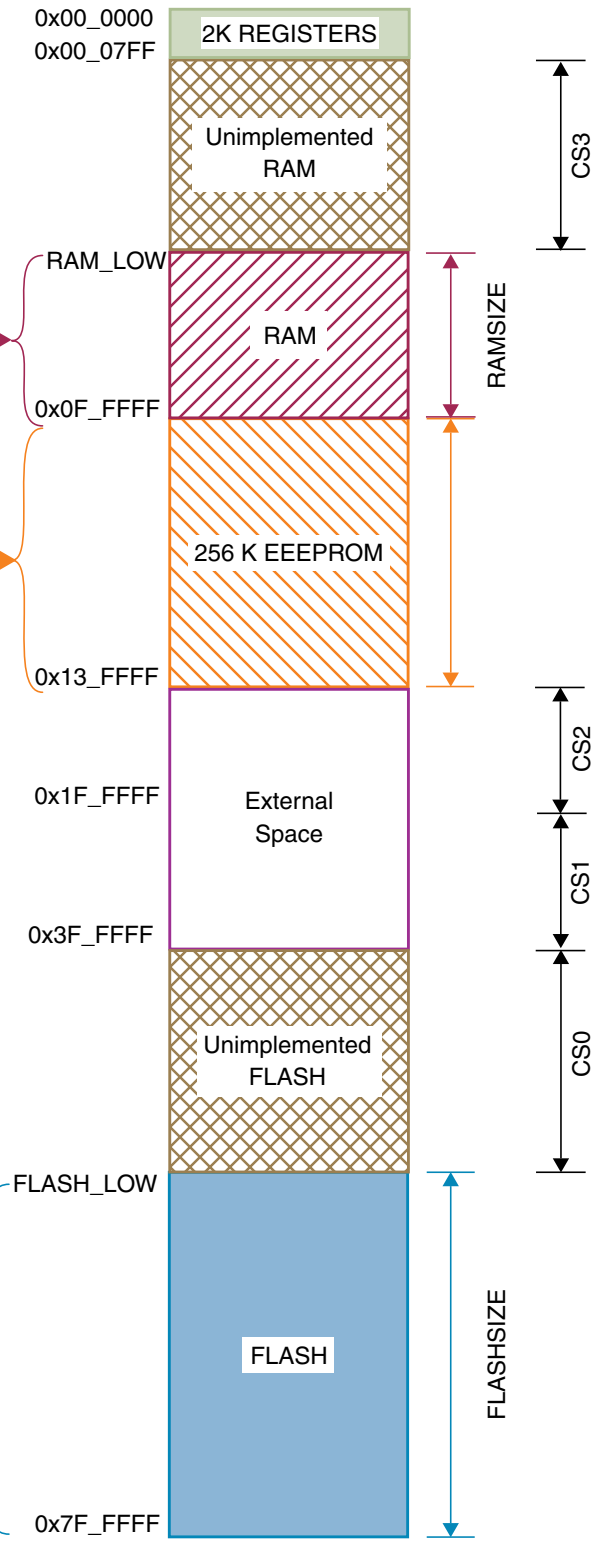 0x00_0000
2K REGISTERS
0x00_07FF
Unimplemented
RAM
CS3
RAM_LOW
RAM
RAMSIZE
0x0F_FFFF
256 K EEEPROM
0x13_FFFF
CS2
0x1F_FFFF
External
Space
CS1
0x3F_FFFF
Unimplemented
FLASH
CS0
FLASH_LOW
FLASH
FLASHSIZE
0x7F_FFFF